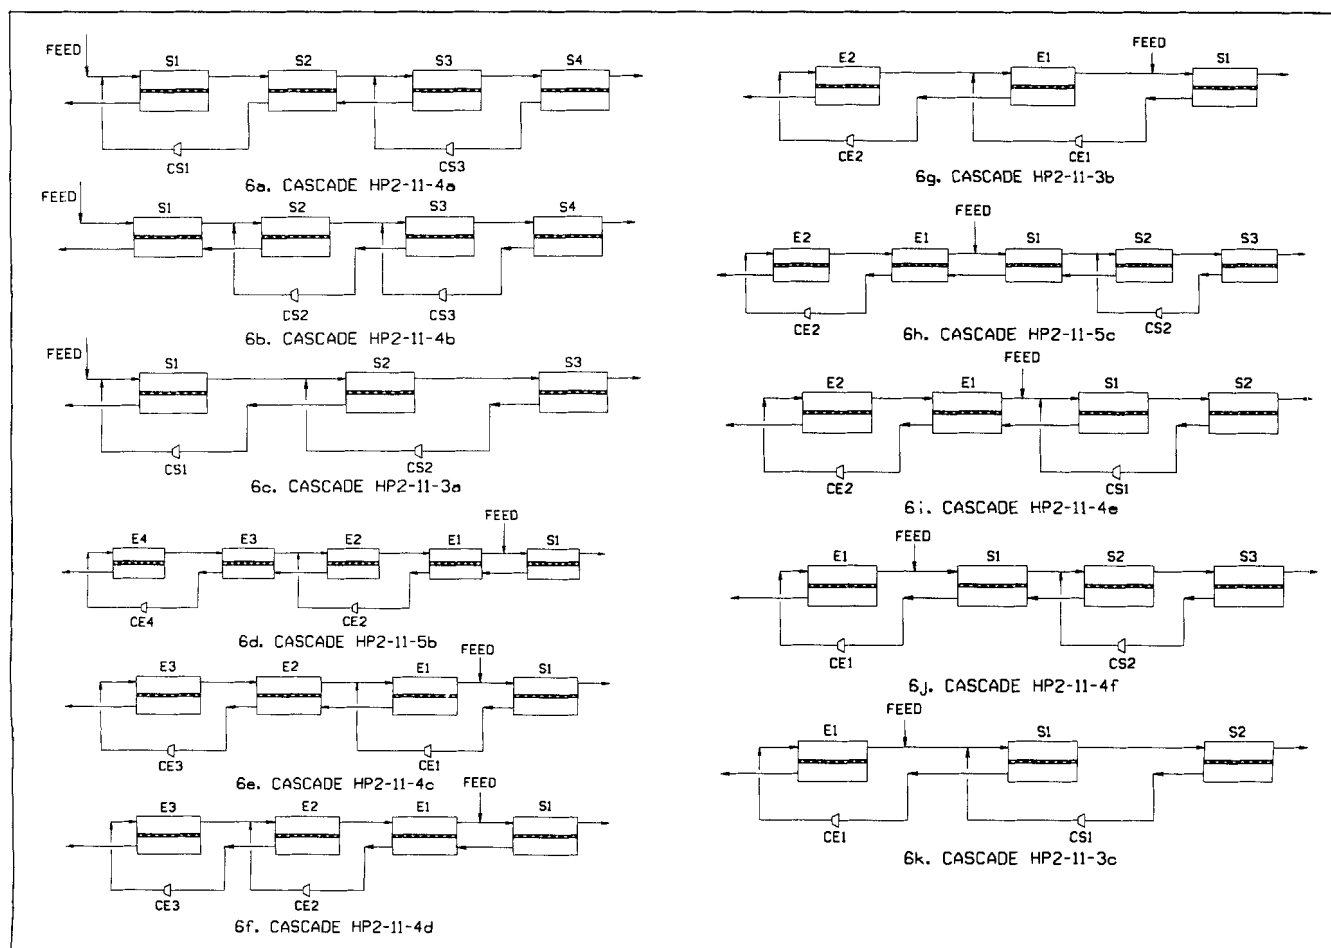 FEED
S1 S2 S3 S4
CS1 CS3
6a. CASCADE HP2-11-4a
FEED
S1 S2 S3 S4
CS2 CS3
6b. CASCADE HP2-11-4b
FEED
S1 S2 S3
CS1 CS2
6c. CASCADE HP2-11-3a
FEED
E4 E3 E2 E1 S1
CE4 CE2
6d. CASCADE HP2-11-5b
FEED
E3 E2 E1 S1
CE3 CE1
6e. CASCADE HP2-11-4c
FEED
E3 E2 E1 S1
CE3 CE2
6f. CASCADE HP2-11-4d
FEED
E2 E1 S1
CE2 CE1
6g. CASCADE HP2-11-3b
FEED
E2 E1 S1 S2 S3
CE2 CS2
6h. CASCADE HP2-11-5c
FEED
E2 E1 S1 S2
CE2 CS1
6i. CASCADE HP2-11-4e
FEED
E1 S1 S2 S3
CE1 CS2
6j. CASCADE HP2-11-4f
FEED
E1 S1 S2
CE1 CS1
6k. CASCADE HP2-11-3c